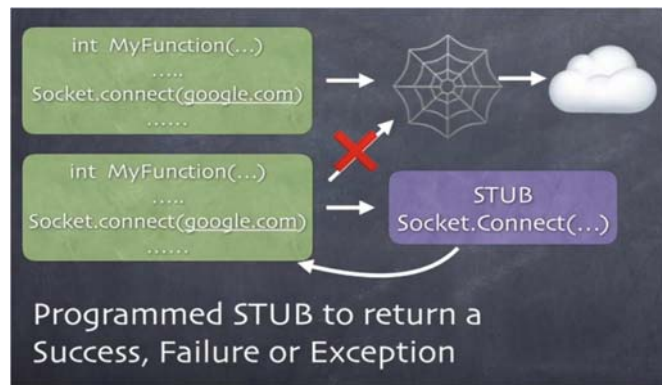 int MyFunction(...)
.....
Socket.connect(google.com)
......
int MyFunction(...)
.....
Socket.connect(google.com)
......
STUB
Socket.Connect(...)
Programmed STUB to return a
Success, Failure or Exception